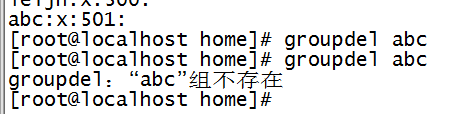 abc:x:501:
[root@localhost home]# groupdel abc
[root@localhost home]# groupdel abc
groupdel：“abc”组不存在
[root@localhost home]#